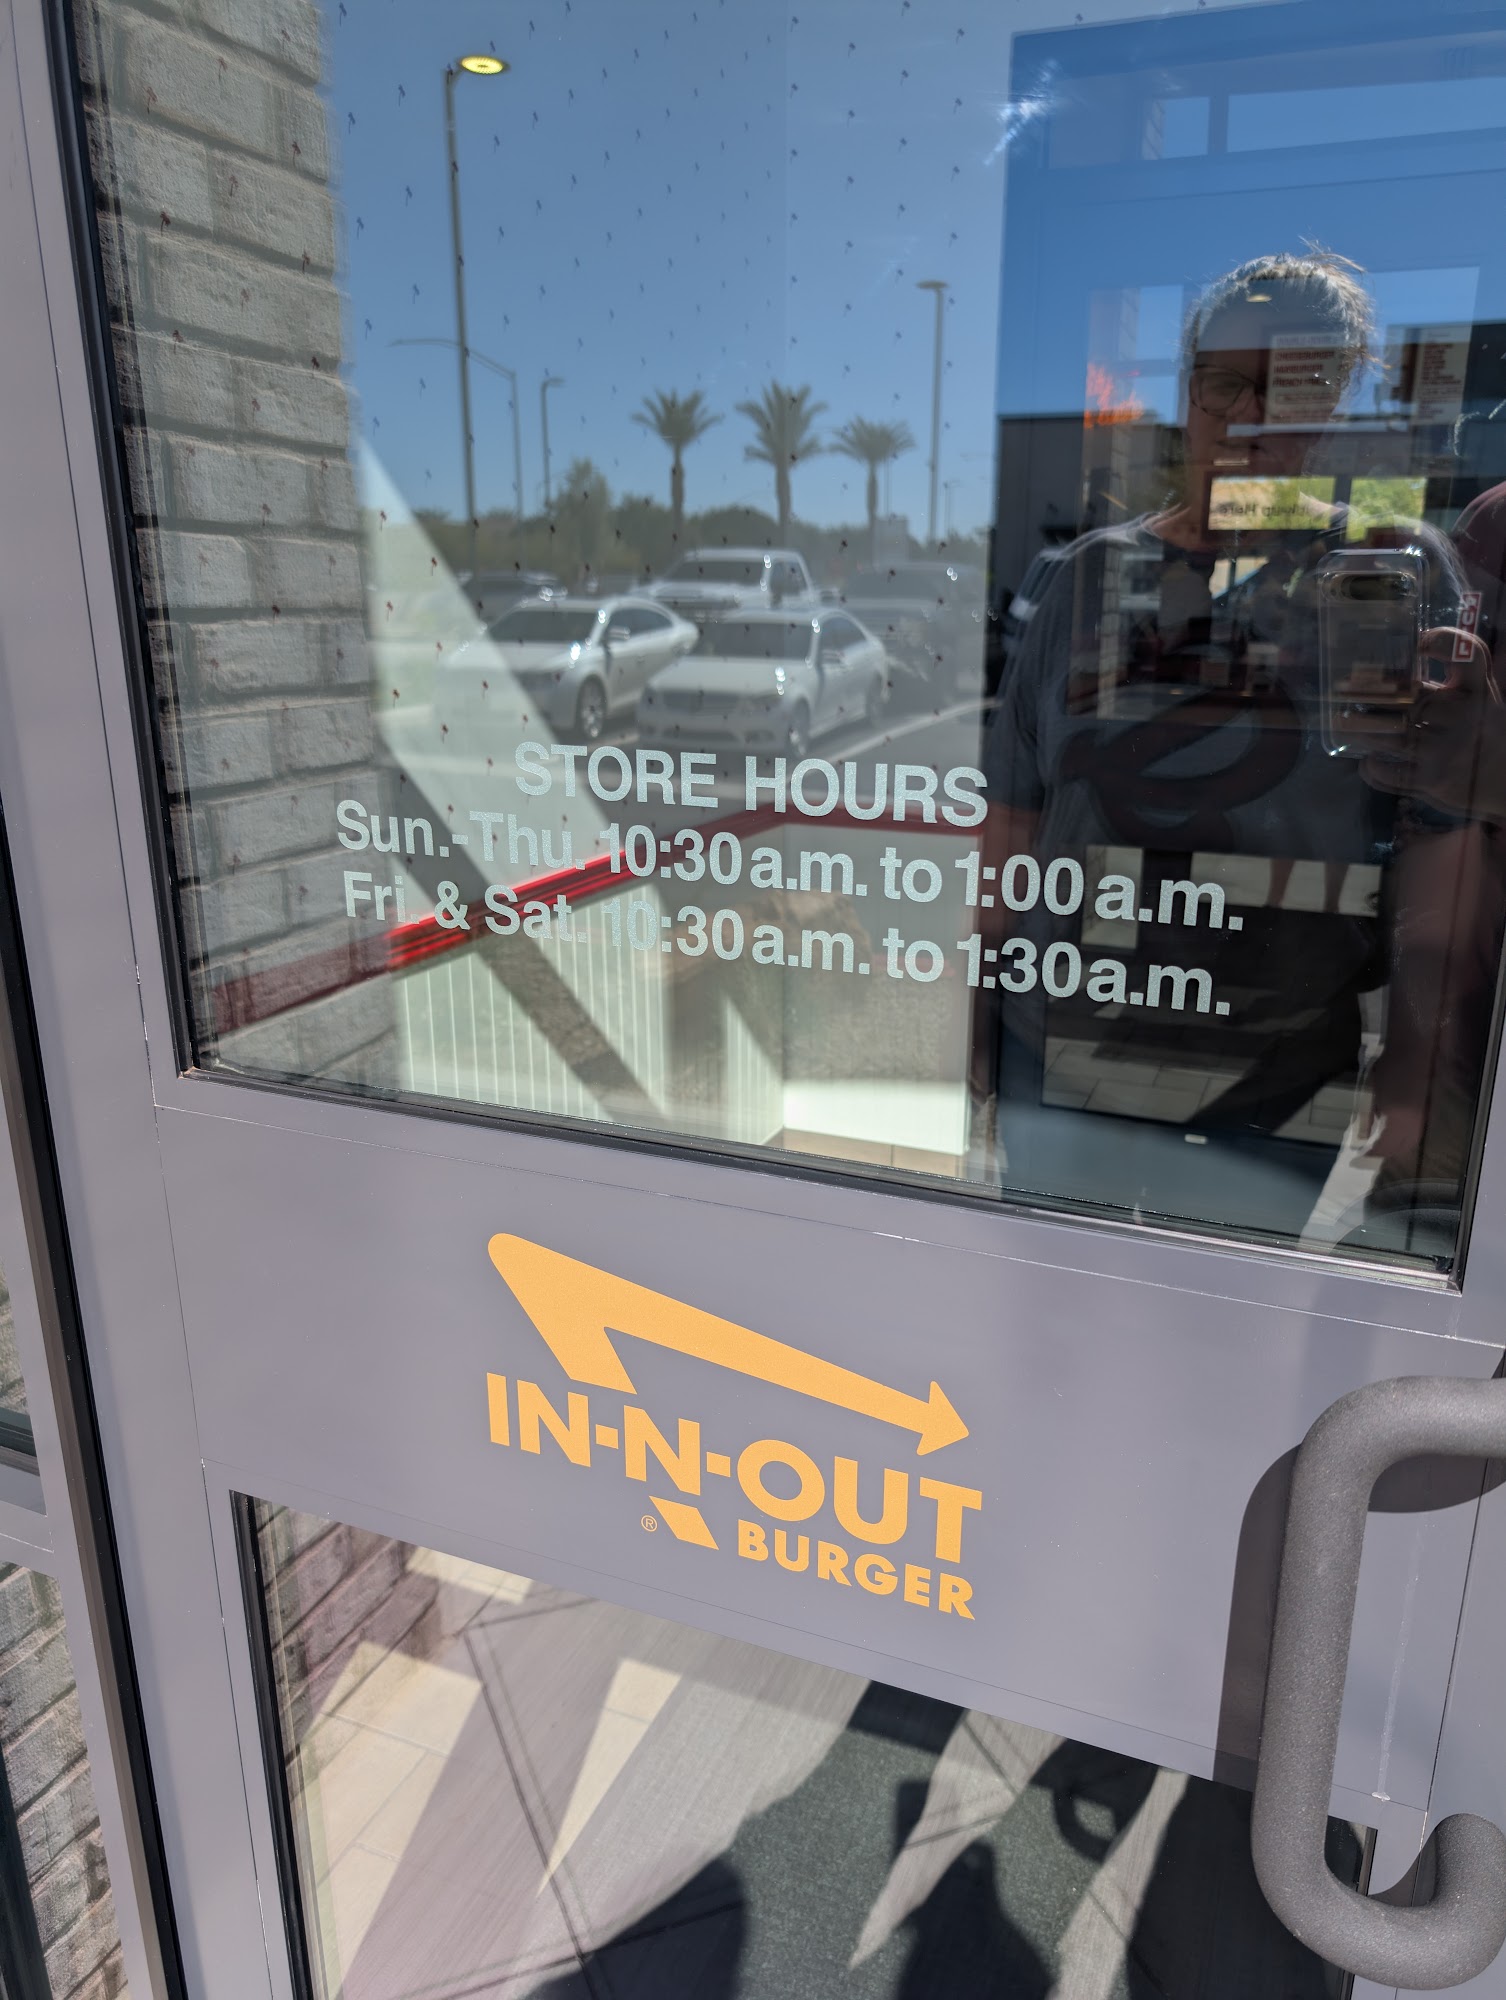 STORE HOURS
Sun.-Thu. 10:30 a.m. to 1:00 a.m.
Fri. & Sat. 10:30 a.m. to 1:30 a.m.
IN-N-OUT
® BURGER